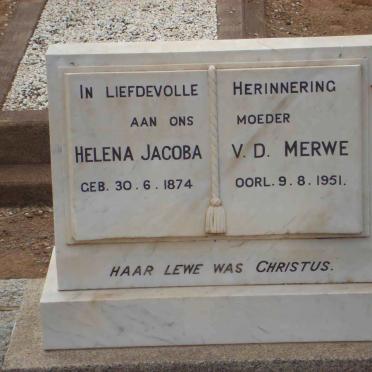 In Liefdevolle Herinnering
aan ons moeder
Helena Jacoba v.d. Merwe
Geb. 30.6.1874 Oorl. 9.8.1951.
Haar lewe was Christus.